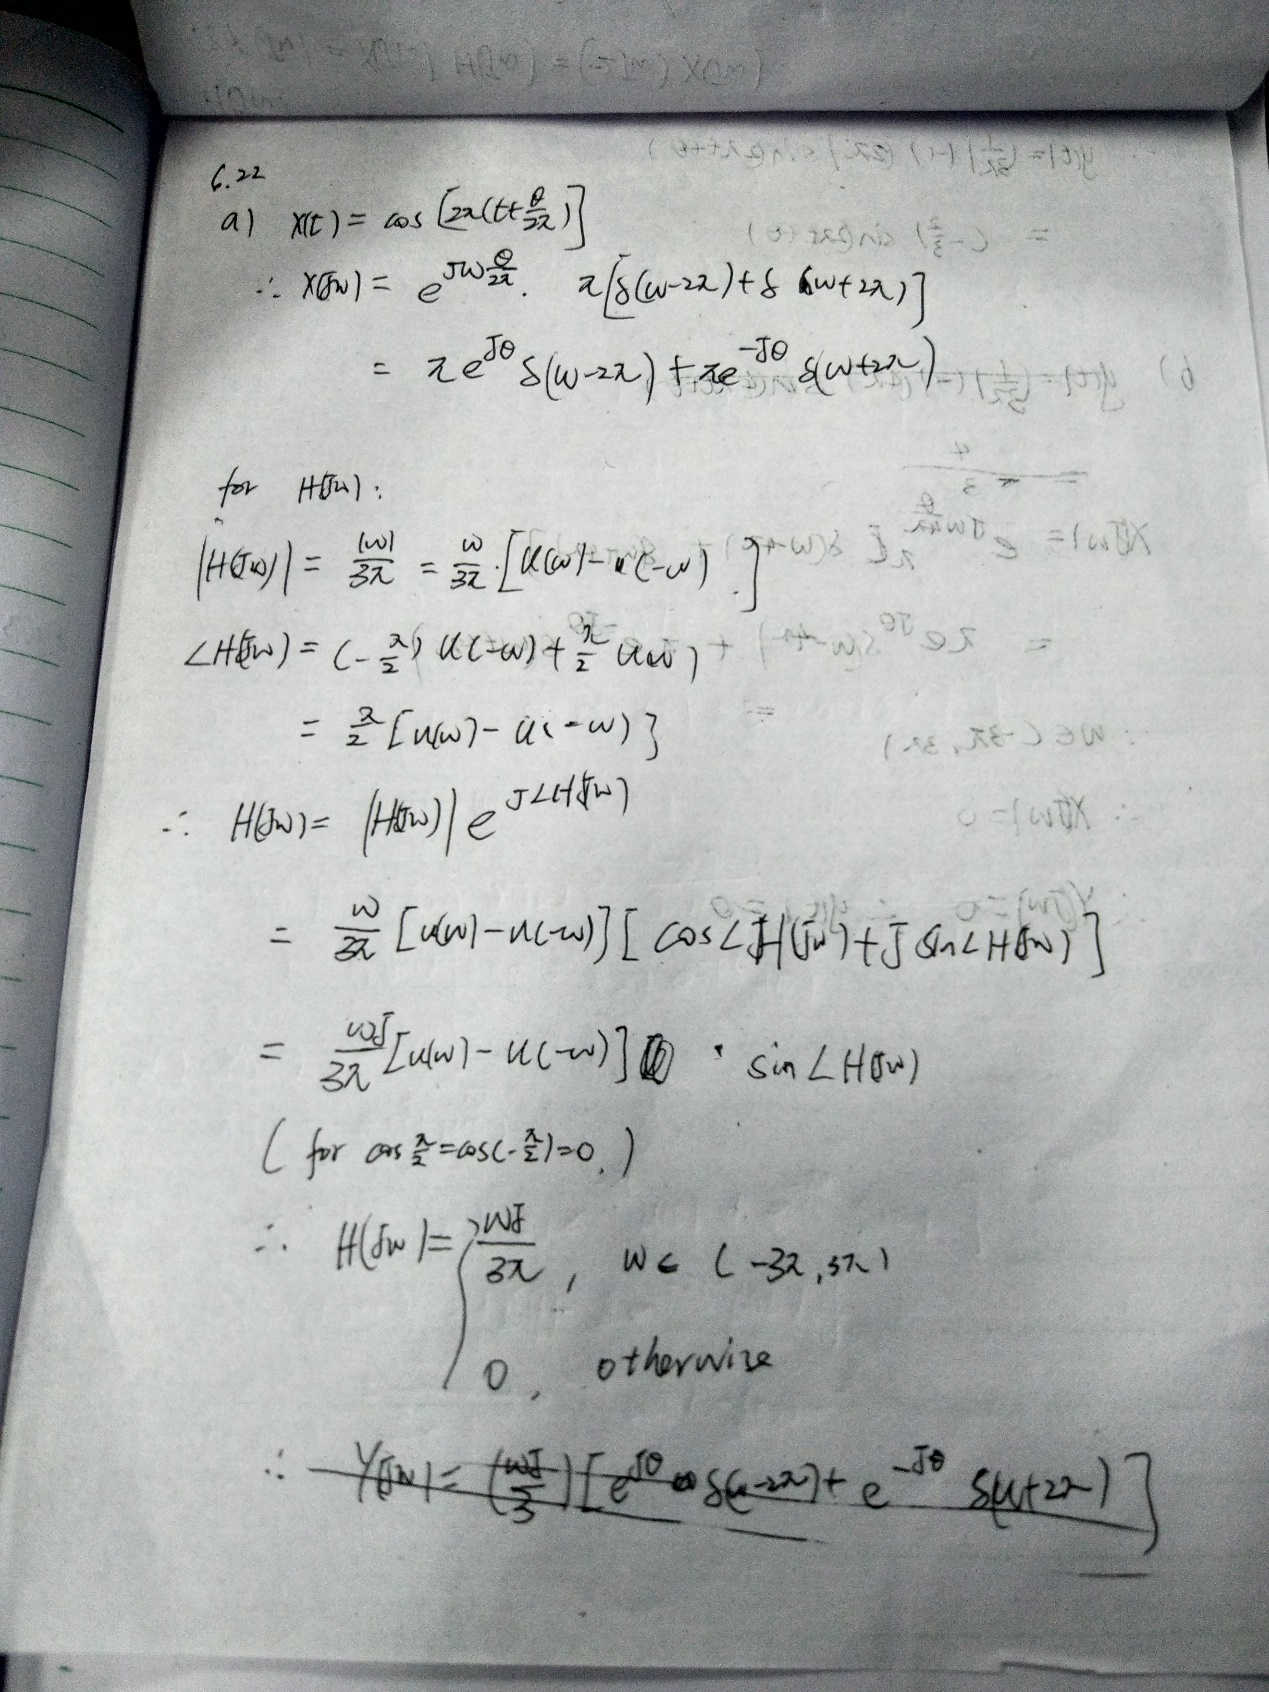 6.22
a) x(t) = cos [2π(t+θ/2π)]
∴ X(jω) = e^{jω θ/2π} · π[δ(ω-2π)+δ(ω+2π)]
= πe^{jθ} δ(ω-2π) + πe^{-jθ} δ(ω+2π)
for H(jω):
|H(jω)| = |ω|/3π = ω/3π · [u(ω) - u(-ω)]
∠H(jω) = (-π/2) u(-ω) + π/2 u(ω)
= π/2 [u(ω) - u(-ω)]
∴ H(jω) = |H(jω)| e^{j∠H(jω)}
= ω/3π [u(ω)-u(-ω)] [cos∠H(jω) + j sin∠H(jω)]
= ωj/3π [u(ω) - u(-ω)] · sin∠H(jω)
(for cos π/2 = cos(-π/2) = 0.)
∴ H(jω) = { ωj/3π, ω∈(-3π,3π)
0, otherwise
∴ Y(jω) = (ωj/3)[e^{jθ} δ(ω-2π) + e^{-jθ} δ(ω+2π)]